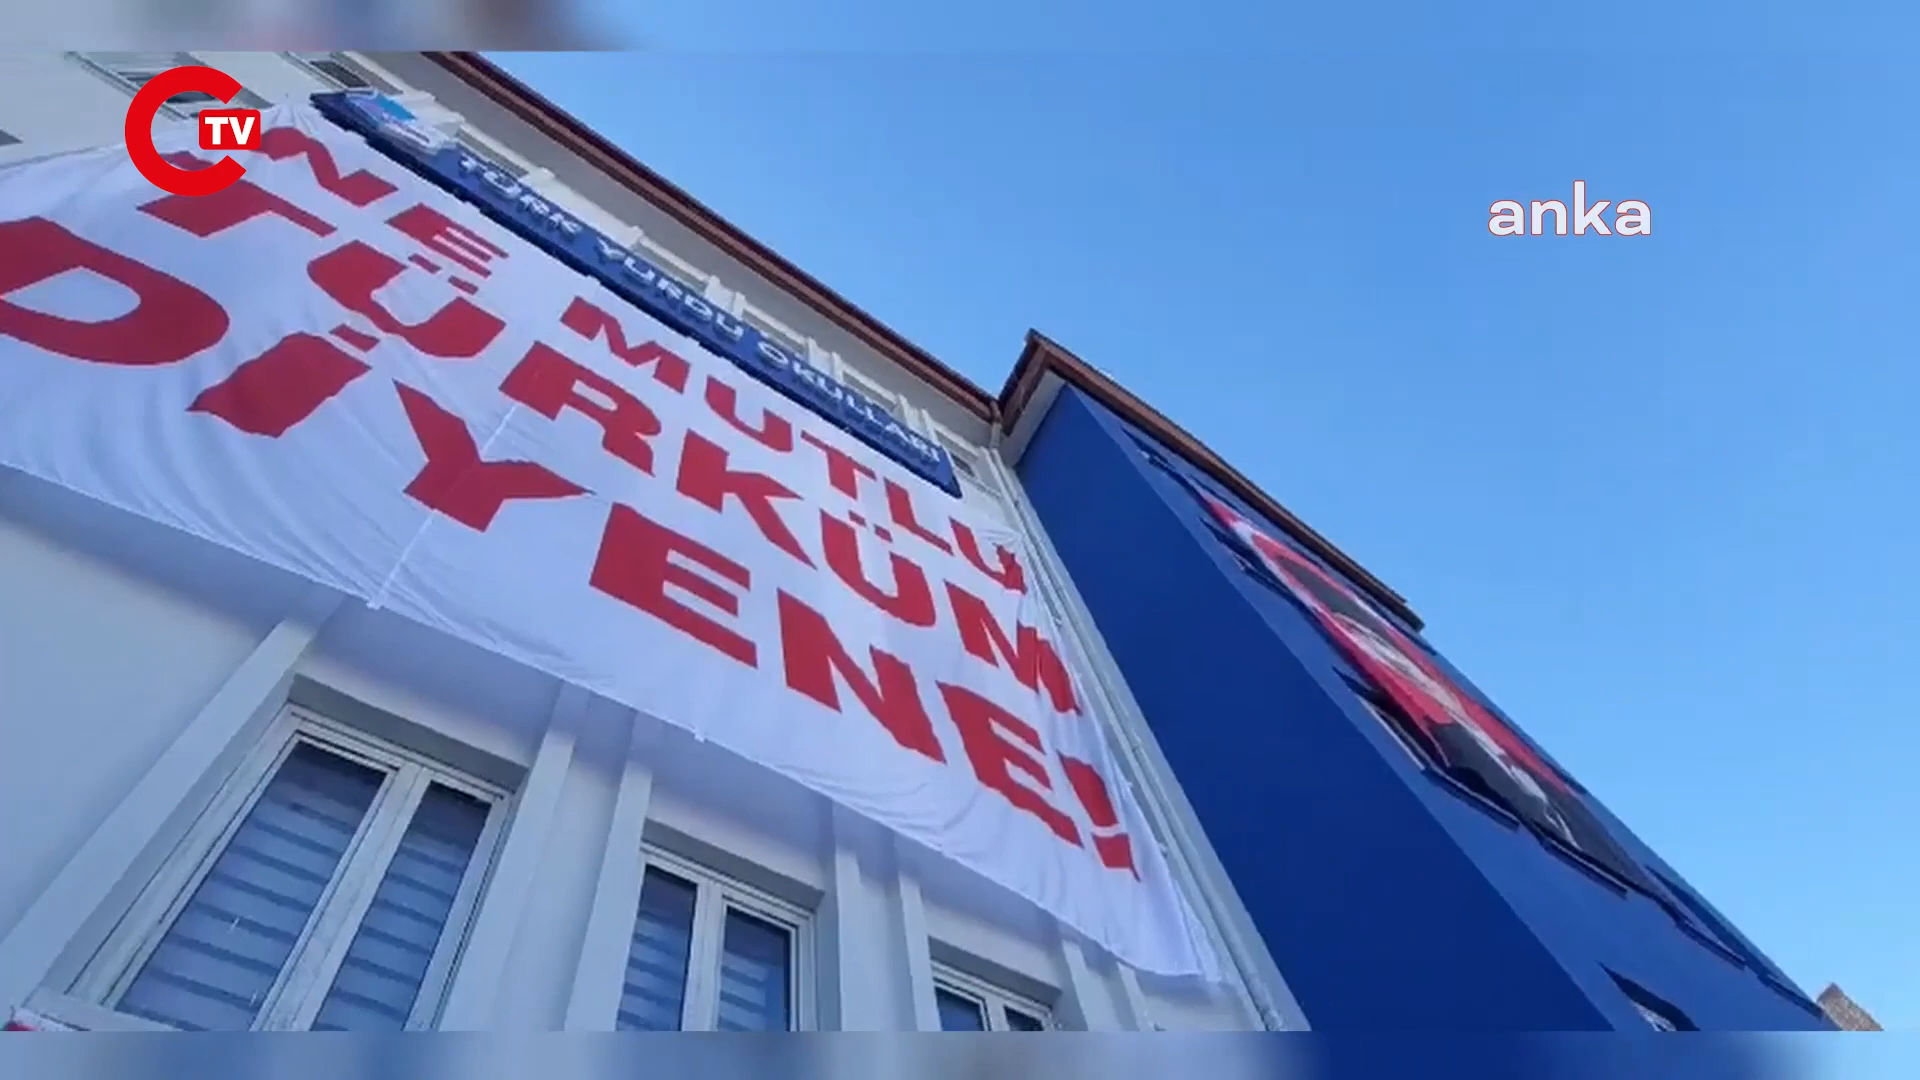 TV
anka
TÜRK YURDU OKULLARI
NE MUTLU
TÜRKÜM
DİYENE!